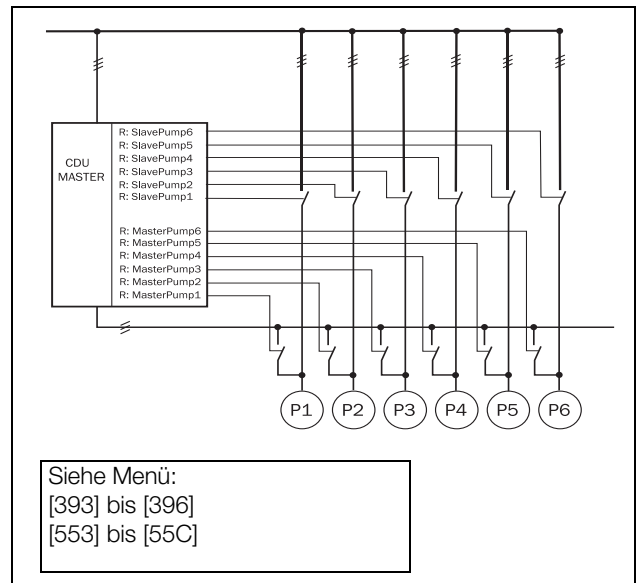 CDU
MASTER
R: SlavePump6
R: SlavePump5
R: SlavePump4
R: SlavePump3
R: SlavePump2
R: SlavePump1
R: MasterPump6
R: MasterPump5
R: MasterPump4
R: MasterPump3
R: MasterPump2
R: MasterPump1
P1 P2 P3 P4 P5 P6
Siehe Menü:
[393] bis [396]
[553] bis [55C]